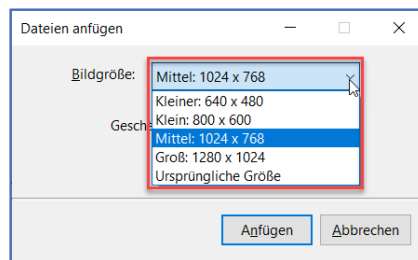 Dateien anfügen
Bildgröße: Mittel: 1024 x 768
Kleiner: 640 x 480
Klein: 800 x 600
Mittel: 1024 x 768
Groß: 1280 x 1024
Ursprüngliche Größe
Anfügen Abbrechen